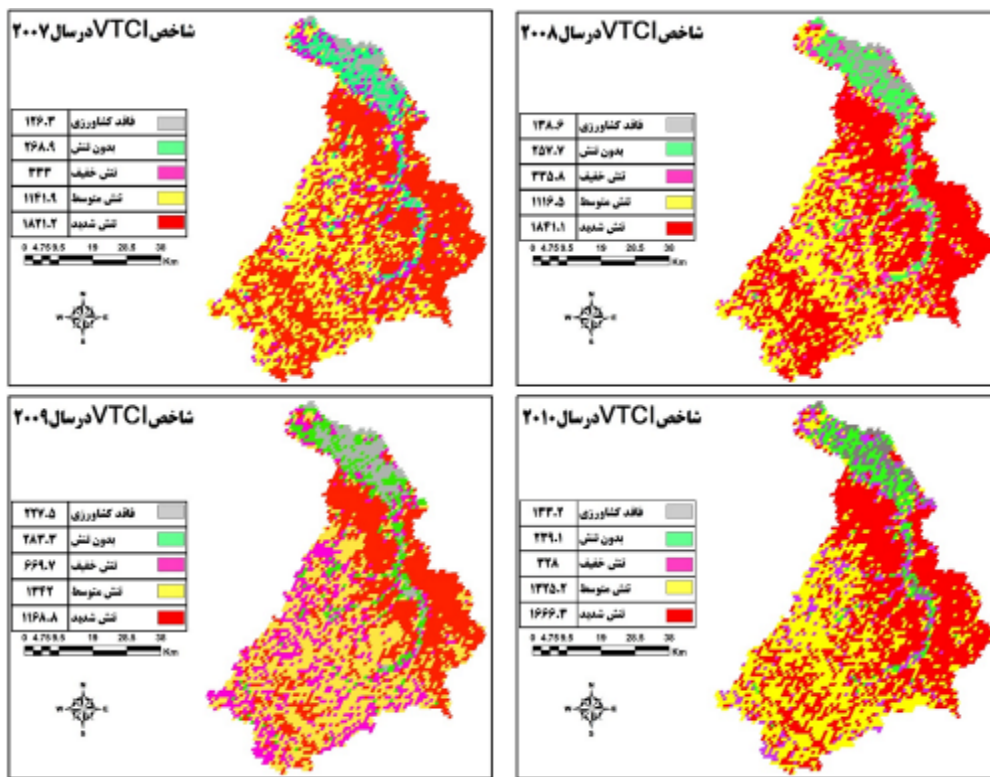 شاخص VTCI درسال ۲۰۰۷
فاقد کشاورزی ۱۲۶.۳
بدون تنش ۲۶۸.۹
تنش خفیف ۳۳۳
تنش متوسط ۱۱۴۱.۹
تنش شدید ۱۸۲۱.۲
0 4.75 9.5 19 28.5 38
Km
N
W E
S
شاخص VTCI درسال ۲۰۰۸
فاقد کشاورزی ۱۳۸.۶
بدون تنش ۲۵۷.۷
تنش خفیف ۳۳۵.۸
تنش متوسط ۱۱۱۶.۵
تنش شدید ۱۸۴۱.۱
0 4.75 9.5 19 28.5 38
Km
N
W E
S
شاخص VTCI درسال ۲۰۰۹
فاقد کشاورزی ۲۲۷.۵
بدون تنش ۲۸۳.۳
تنش خفیف ۶۶۹.۷
تنش متوسط ۱۳۴۲
تنش شدید ۱۱۶۸.۸
0 4.75 9.5 19 28.5 38
Km
N
W E
S
شاخص VTCI درسال ۲۰۱۰
فاقد کشاورزی ۱۳۳.۲
بدون تنش ۲۳۹.۱
تنش خفیف ۳۲۸
تنش متوسط ۱۳۲۵.۲
تنش شدید ۱۶۶۶.۳
0 4.75 9.5 19 28.5 38
Km
N
W E
S